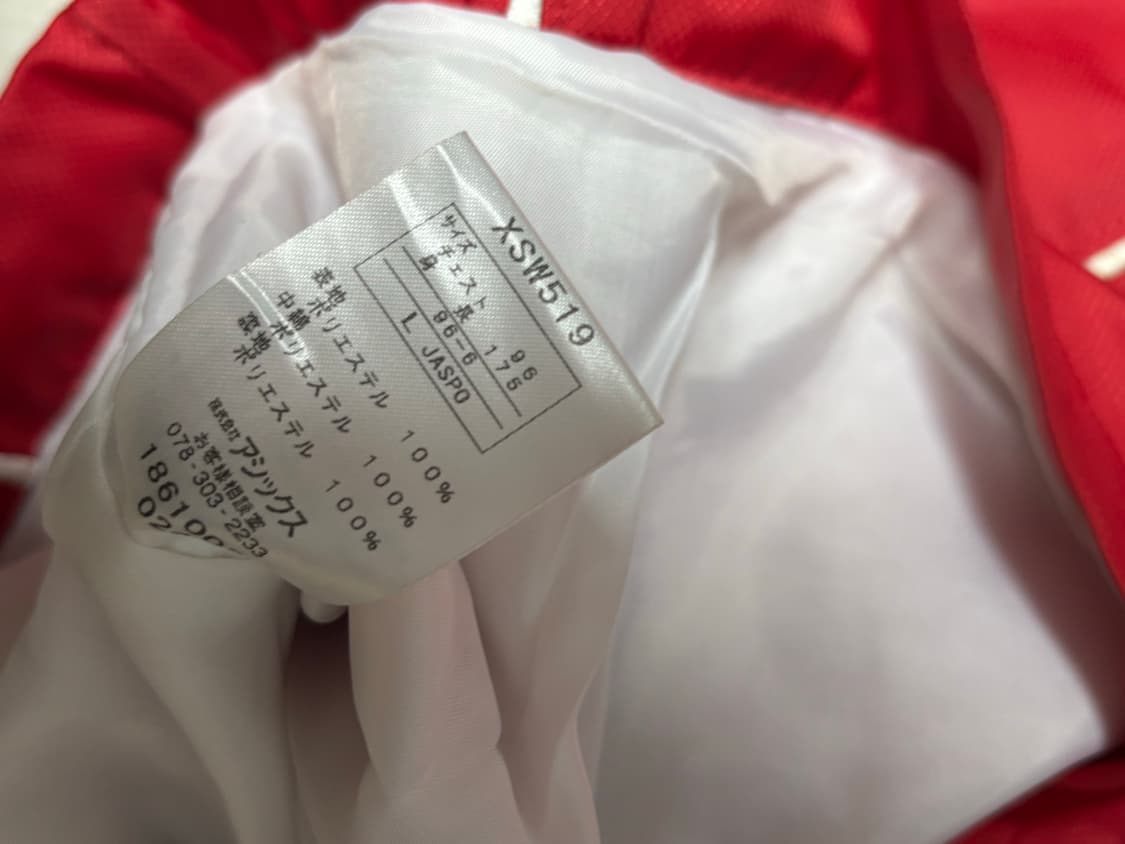 XSW519
サイズ
チェスト 96
身長 175
96-6
L JASPO
表地
ポリエステル 100%
中綿
ポリエステル 100%
裏地
ポリエステル 100%
株式会社 アシックス
お客様相談室
078-303-2233